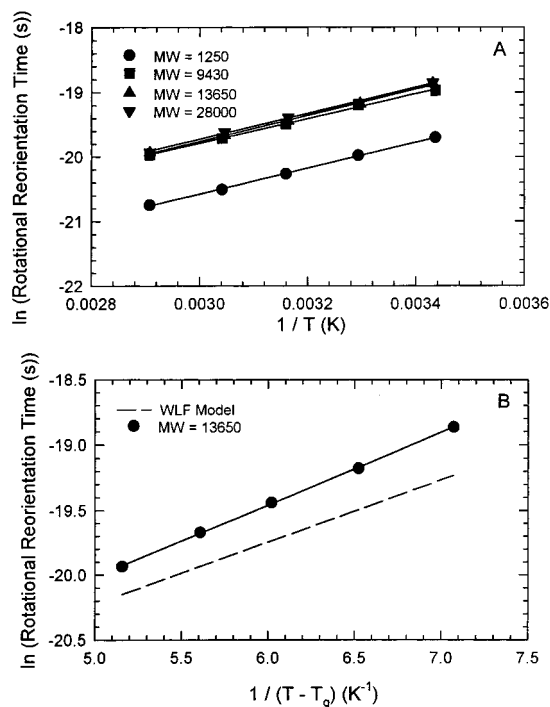 -18
A
MW = 1250
MW = 9430
MW = 13650
MW = 28000
-19
-20
-21
-22
0.0028 0.0030 0.0032 0.0034 0.0036
1 / T (K)
ln (Rotational Reorientation Time (s))
-18.5
B
WLF Model
MW = 13650
-19.0
-19.5
-20.0
-20.5
5.0 5.5 6.0 6.5 7.0 7.5
1 / (T - Tg) (K-1)
ln (Rotational Reorientation Time (s))